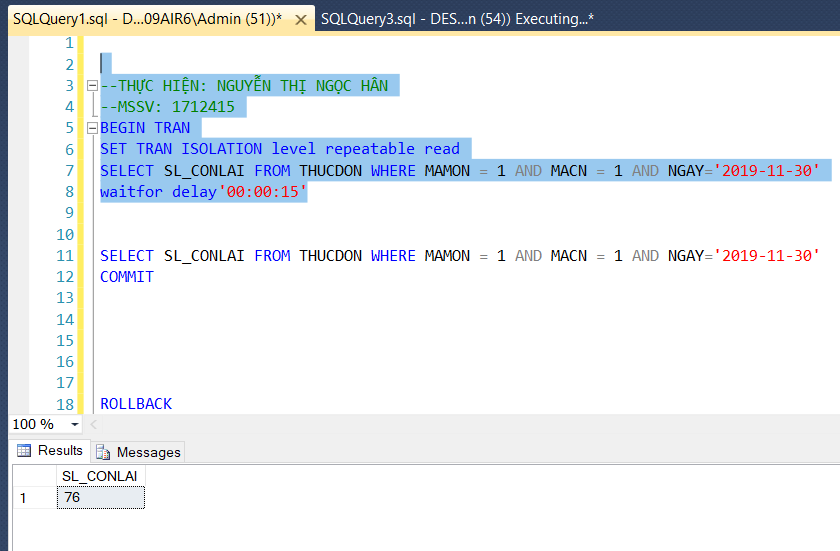 SQLQuery1.sql - D...09AIR6\Admin (51))* × SQLQuery3.sql - DES...n (54)) Executing...*
1
2
3 --THỰC HIỆN: NGUYỄN THỊ NGỌC HÂN
4 --MSSV: 1712415
5 BEGIN TRAN
6 SET TRAN ISOLATION level repeatable read
7 SELECT SL_CONLAI FROM THUCDON WHERE MAMON = 1 AND MACN = 1 AND NGAY='2019-11-30'
8 waitfor delay'00:00:15'
9
10
11 SELECT SL_CONLAI FROM THUCDON WHERE MAMON = 1 AND MACN = 1 AND NGAY='2019-11-30'
12 COMMIT
13
14
15
16
17
18 ROLLBACK
100 %
Results Messages
SL_CONLAI
1 76